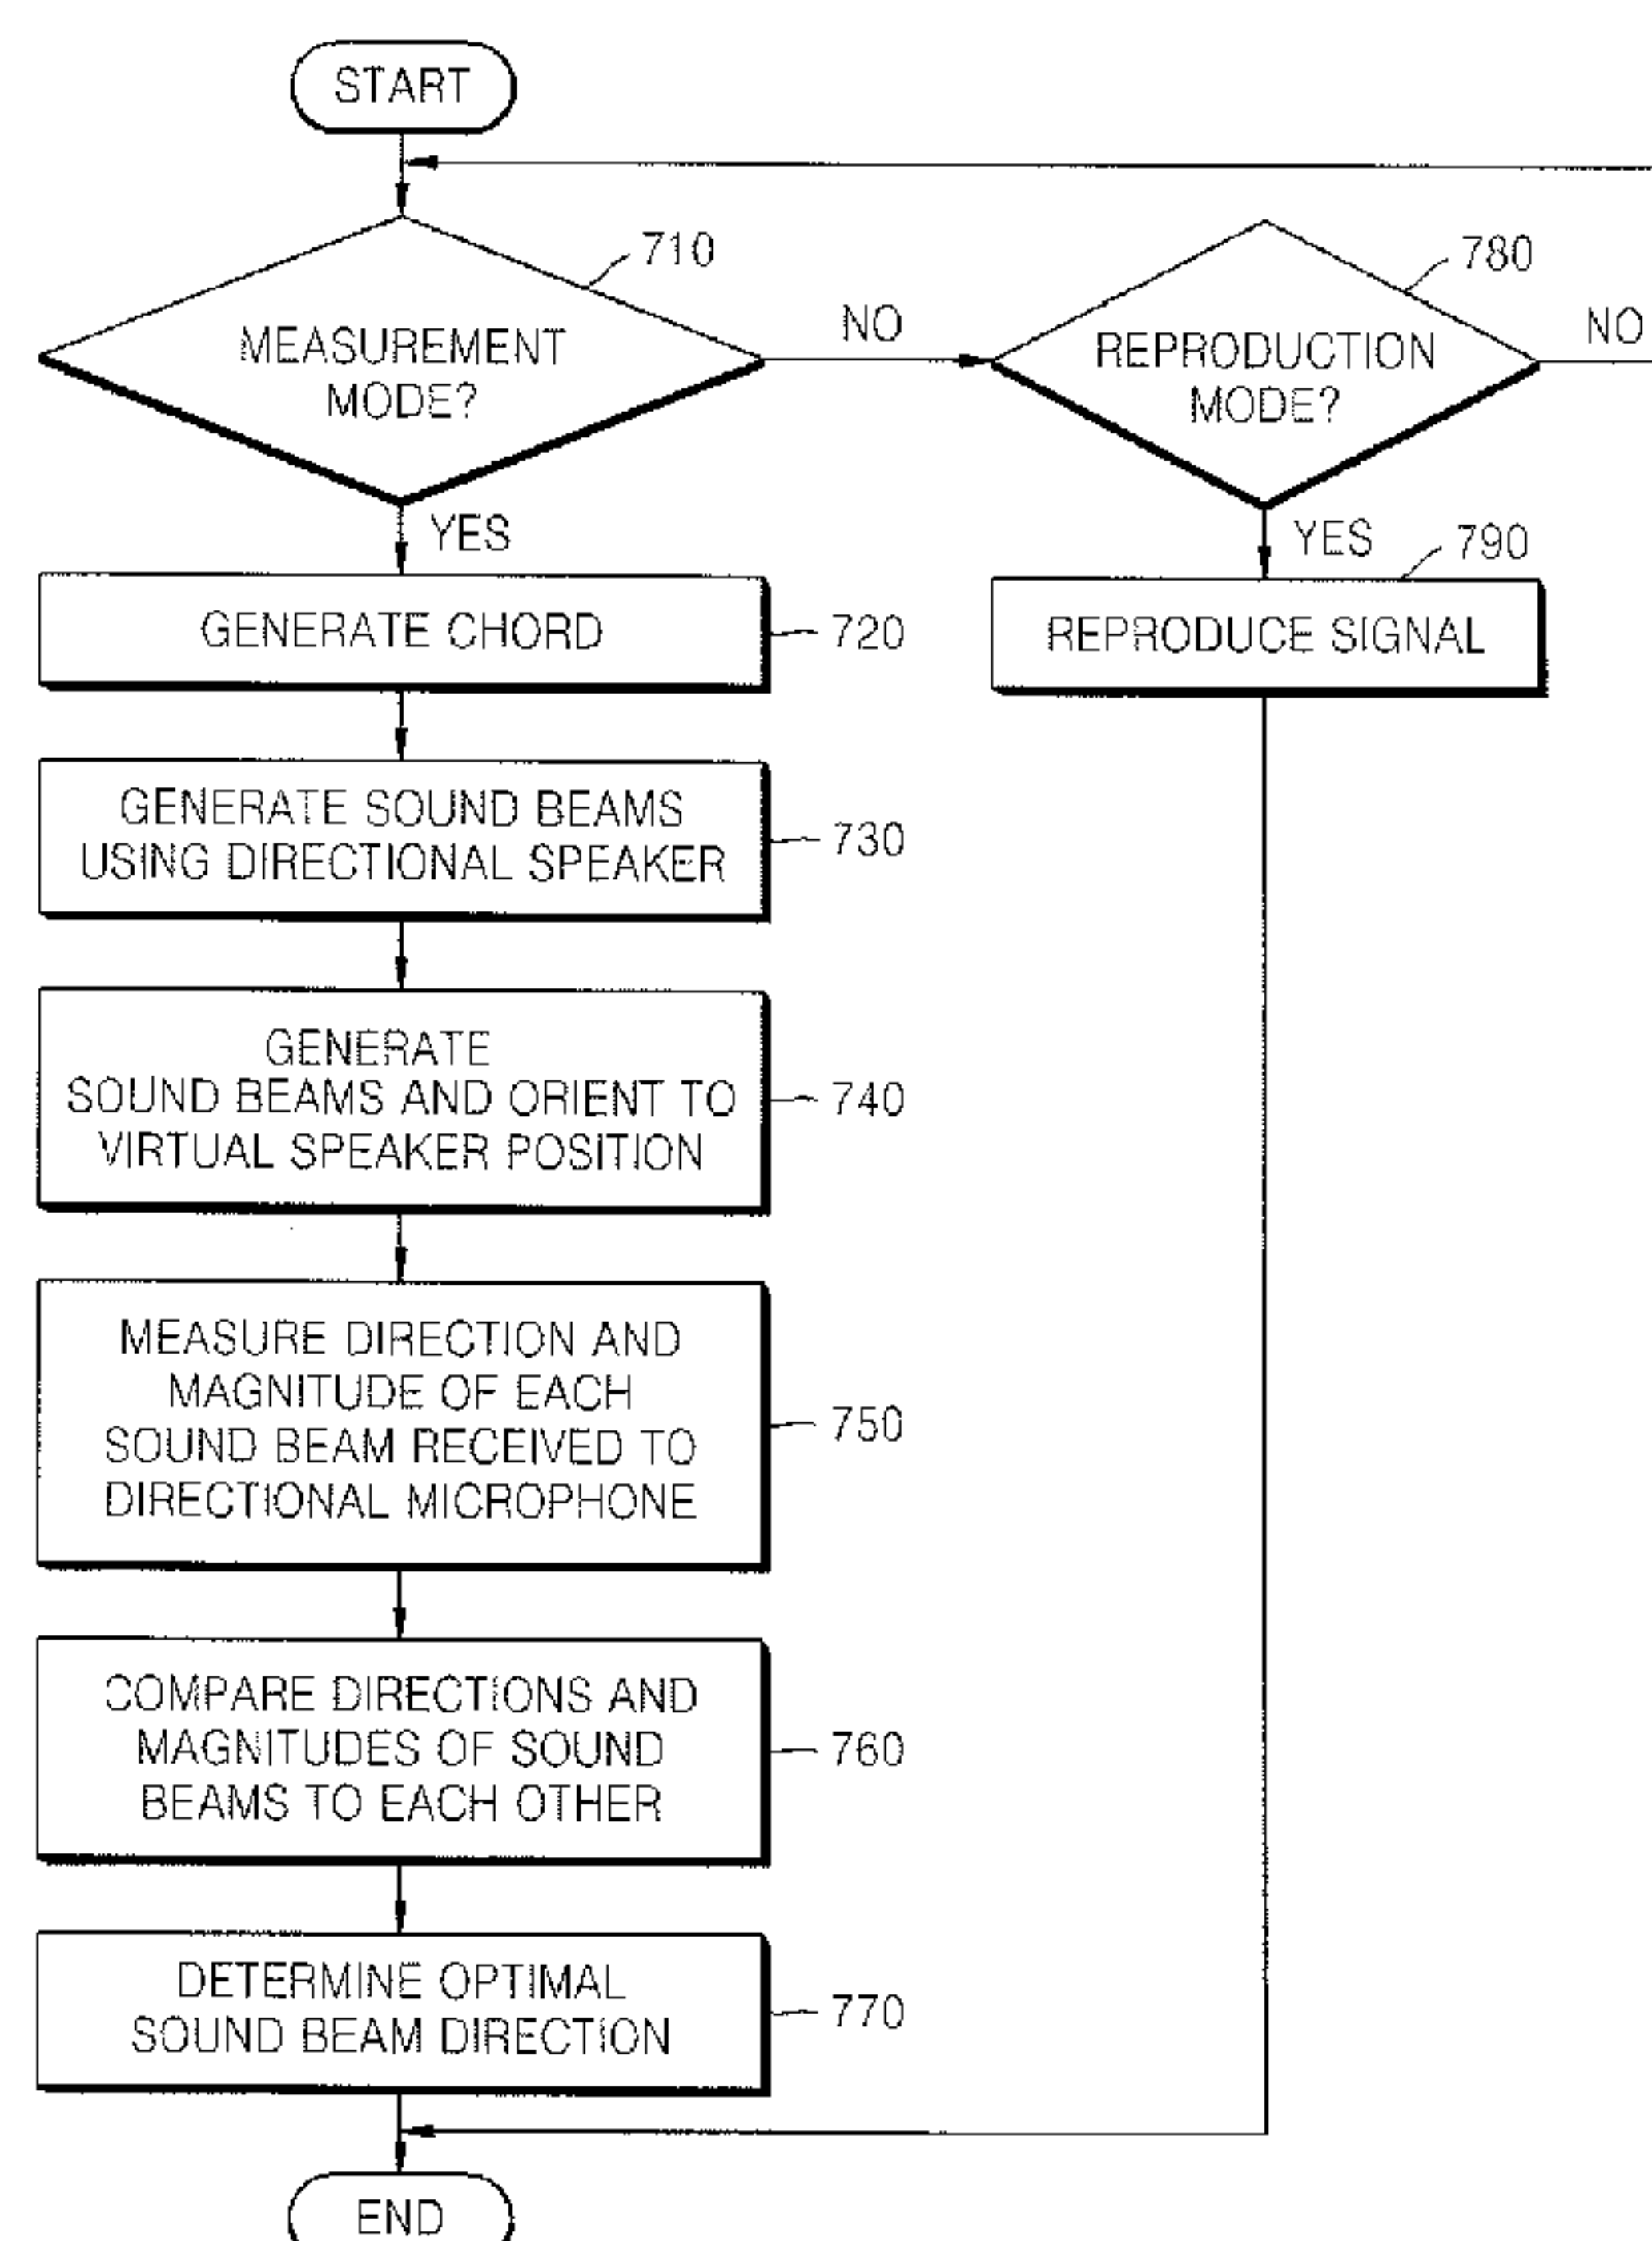 START
710
MEASUREMENT
MODE?
NO
780
REPRODUCTION
MODE?
NO
YES
YES
790
GENERATE CHORD
720
REPRODUCE SIGNAL
GENERATE SOUND BEAMS
USING DIRECTIONAL SPEAKER
730
GENERATE
SOUND BEAMS AND ORIENT TO
VIRTUAL SPEAKER POSITION
740
MEASURE DIRECTION AND
MAGNITUDE OF EACH
SOUND BEAM RECEIVED TO
DIRECTIONAL MICROPHONE
750
COMPARE DIRECTIONS AND
MAGNITUDES OF SOUND
BEAMS TO EACH OTHER
760
DETERMINE OPTIMAL
SOUND BEAM DIRECTION
770
END